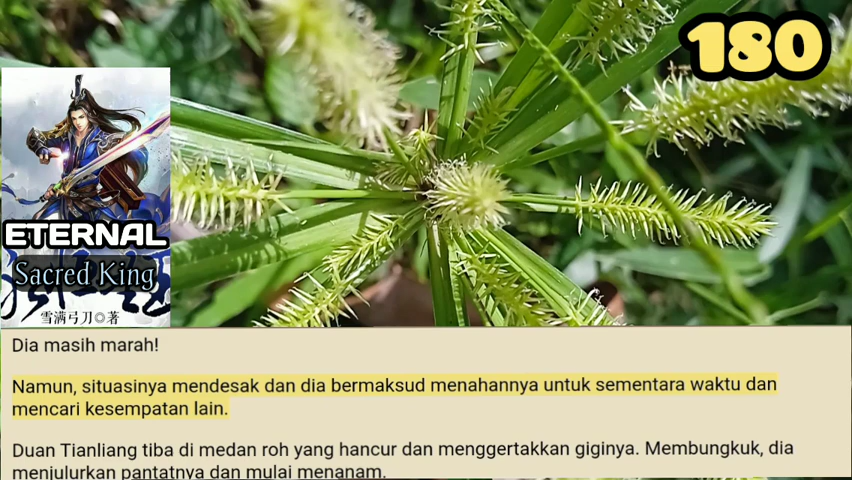 180
ETERNAL
Sacred King
雪满弓刀◎著
Dia masih marah!
Namun, situasinya mendesak dan dia bermaksud menahannya untuk sementara waktu dan
mencari kesempatan lain.
Duan Tianliang tiba di medan roh yang hancur dan menggertakkan giginya. Membungkuk, dia
menjulurkan pantatnya dan mulai menanam.